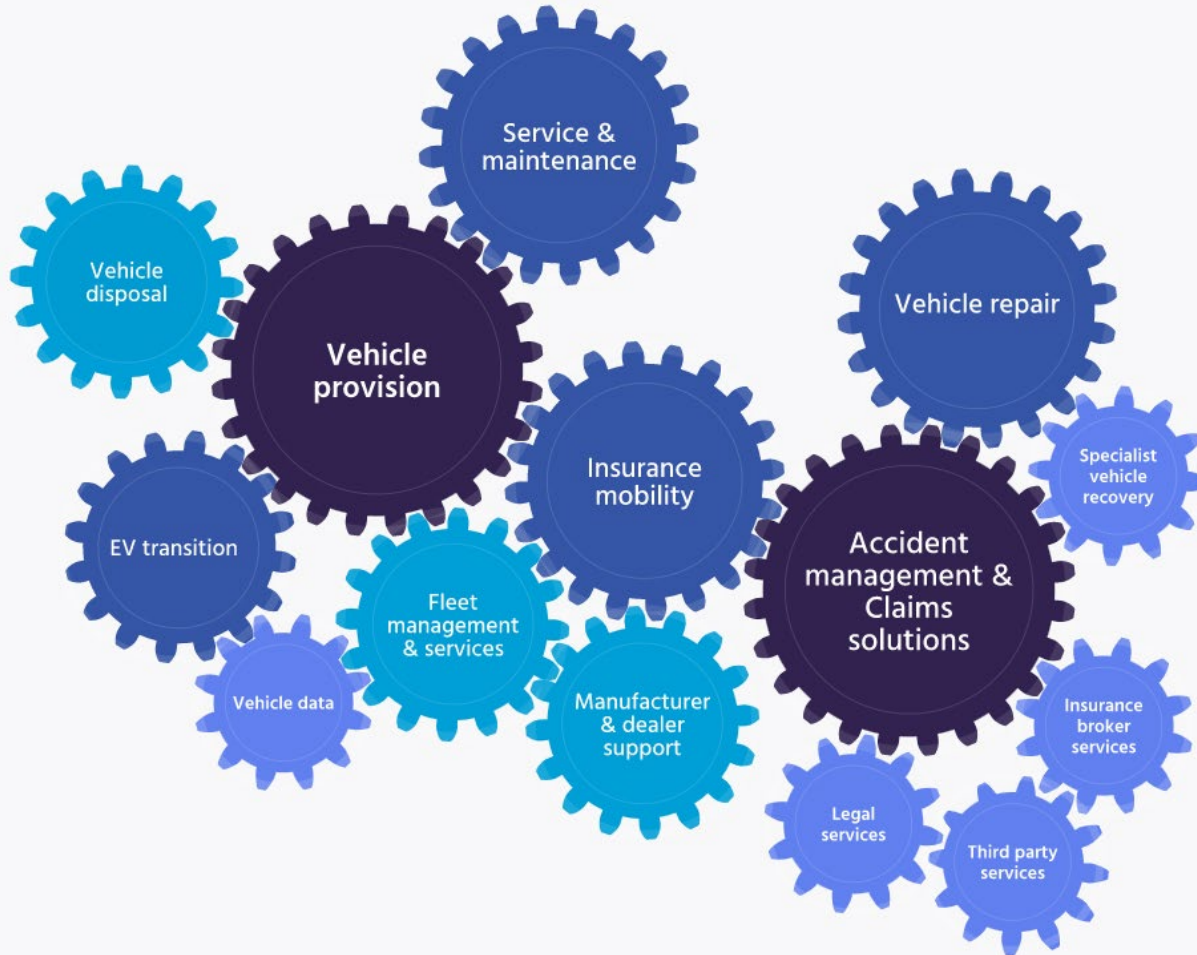 Service &
maintenance
Vehicle
disposal
Vehicle repair
Vehicle
provision
Insurance
mobility
Specialist
vehicle
recovery
EV transition
Accident
management &
Claims
solutions
Fleet
management
& services
Vehicle data
Manufacturer
& dealer
support
Insurance
broker
services
Legal
services
Third party
services